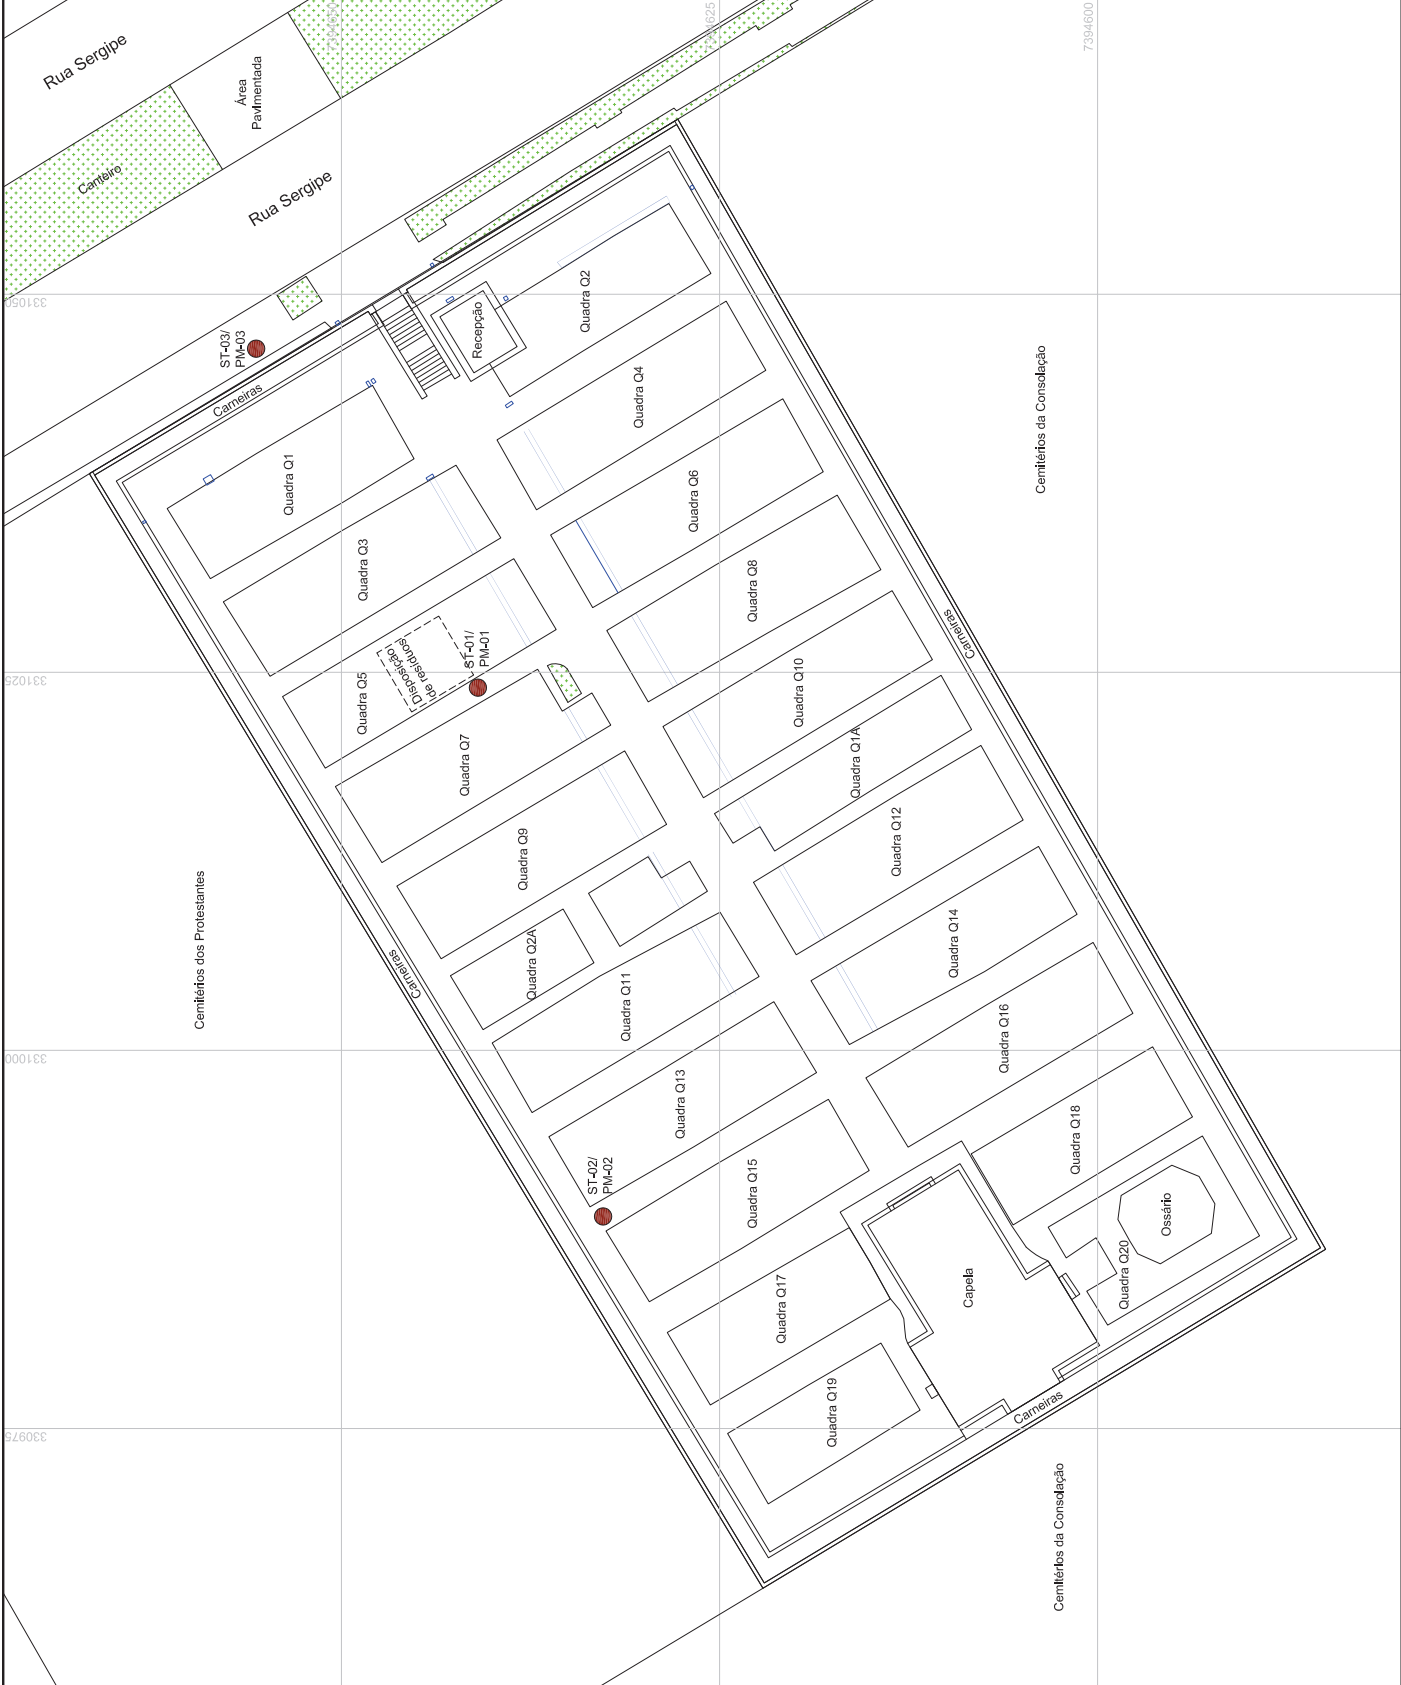 7394650
7394625
7394600
331050
331025
331000
330975
Rua Sergipe
Área
Pavimentada
Canteiro
Rua Sergipe
ST-03/
PM-03
Carneiras
Recepção
Quadra Q2
Quadra Q1
Quadra Q4
Quadra Q3
Quadra Q6
Quadra Q5
Disposição
de resíduos
ST-01/
PM-01
Quadra Q8
Quadra Q7
Quadra Q10
Carneiras
Quadra Q9
Quadra Q1A
Quadra Q12
Quadra Q2A
Quadra Q11
Quadra Q14
Carneiras
Quadra Q13
Quadra Q16
ST-02/
PM-02
Quadra Q15
Quadra Q18
Quadra Q17
Capela
Quadra Q20
Ossário
Quadra Q19
Carneiras
Cemitérios da Consolação
Cemitérios dos Protestantes
Cemitérios da Consolação